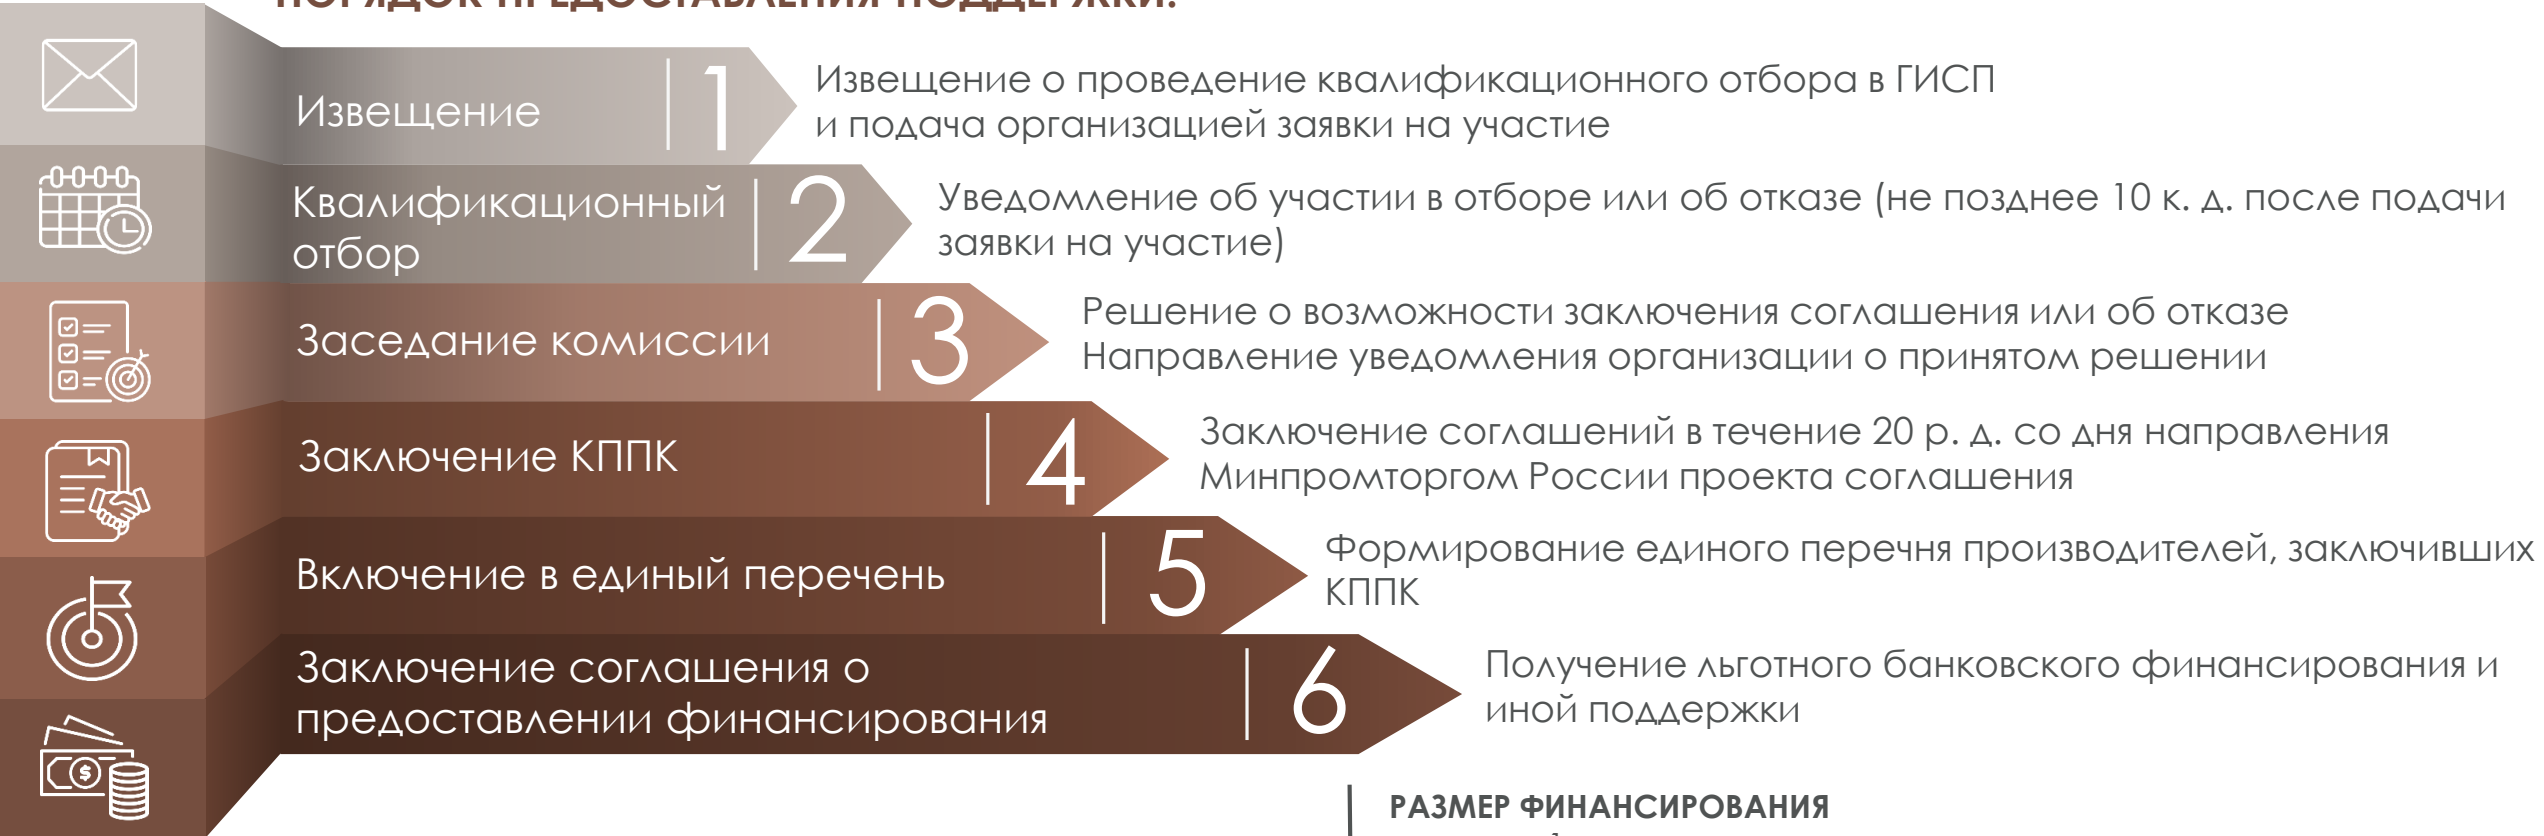 ПОРЯДОК ПРЕДОСТАВЛЕНИЯ ПОДДЕРЖКИ:
Извещение
1
Извещение о проведение квалификационного отбора в ГИСП
и подача организацией заявки на участие
Квалификационный
отбор
2
Уведомление об участии в отборе или об отказе (не позднее 10 к. д. после подачи
заявки на участие)
Заседание комиссии
3
Решение о возможности заключения соглашения или об отказе
Направление уведомления организации о принятом решении
Заключение КППК
4
Заключение соглашений в течение 20 р. д. со дня направления
Минпромторгом России проекта соглашения
Включение в единый перечень
5
Формирование единого перечня производителей, заключивших
КППК
Заключение соглашения о
предоставлении финансирования
6
Получение льготного банковского финансирования и
иной поддержки
РАЗМЕР ФИНАНСИРОВАНИЯ